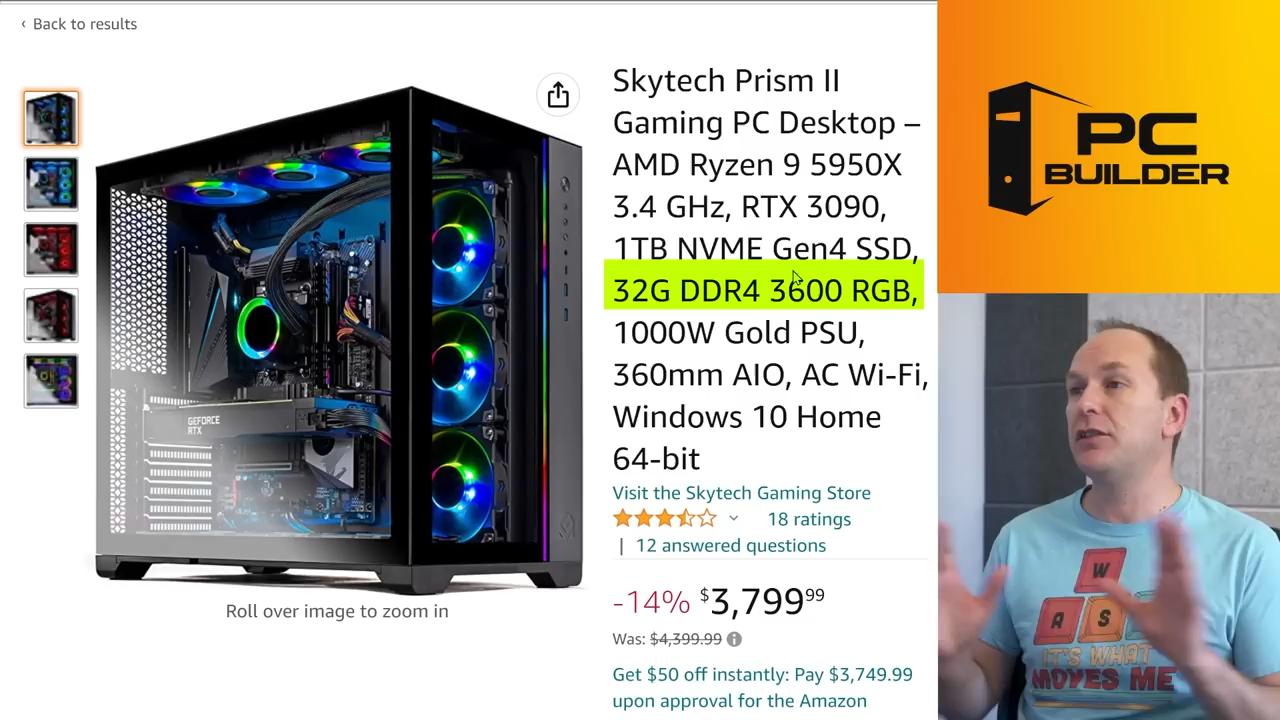 ‹ Back to results
Skytech Prism II
Gaming PC Desktop –
AMD Ryzen 9 5950X
3.4 GHz, RTX 3090,
1TB NVME Gen4 SSD,
32G DDR4 3600 RGB,
1000W Gold PSU,
360mm AIO, AC Wi-Fi,
Windows 10 Home
64-bit
Visit the Skytech Gaming Store
18 ratings
| 12 answered questions
-14% $3,799.99
Was: $4,399.99
Get $50 off instantly: Pay $3,749.99
upon approval for the Amazon
GEFORCE
RTX
Roll over image to zoom in
PC
BUILDER
W
A S
IT'S WHAT
MOVES ME